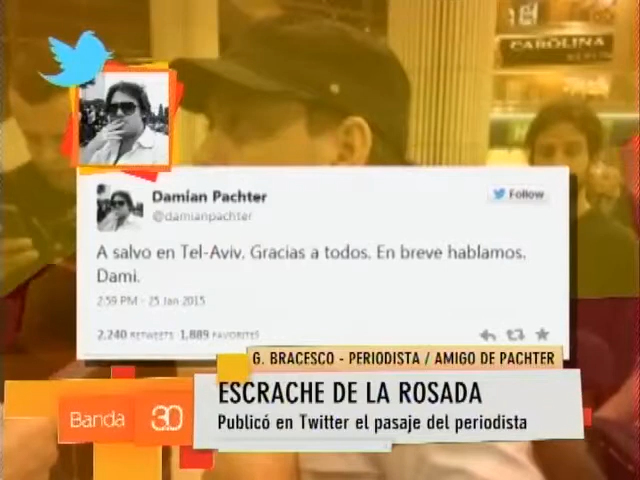 CAROLINA
Damian Pachter
Follow
@damianpachter
A salvo en Tel-Aviv. Gracias a todos. En breve hablamos.
Dami.
2:59 PM - 25 Jan 2015
2.240 RETWEETS 1.889 FAVORITES
G. BRACESCO - PERIODISTA / AMIGO DE PACHTER
ESCRACHE DE LA ROSADA
Banda 3.0
Publicó en Twitter el pasaje del periodista